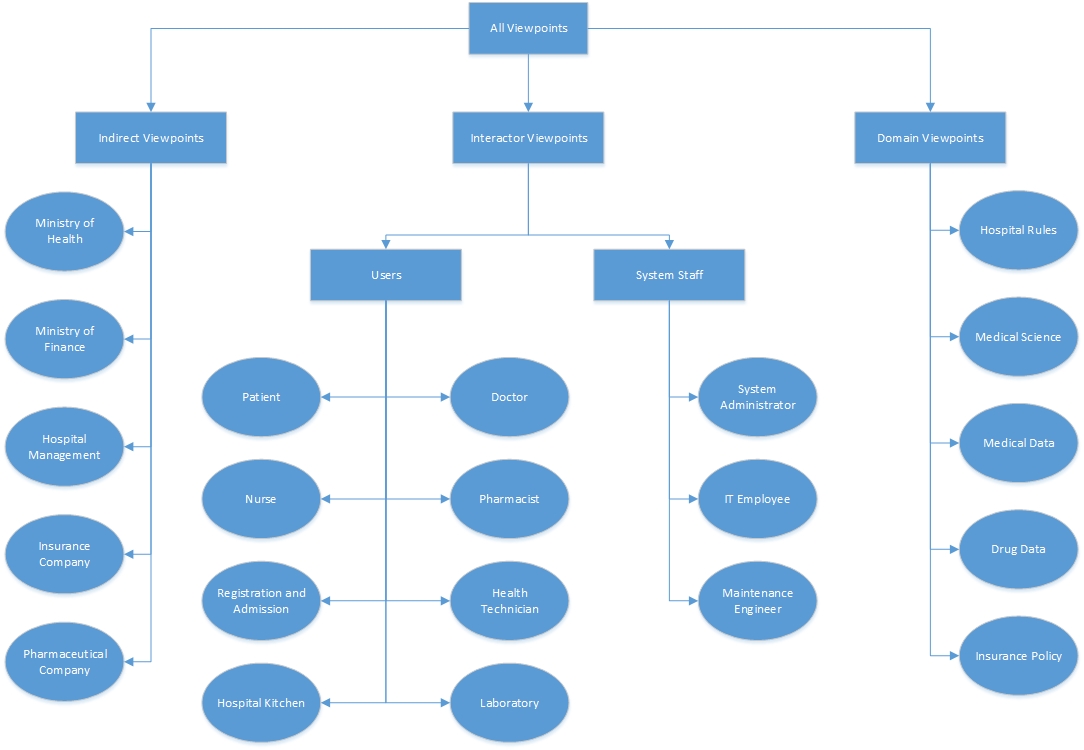 All Viewpoints
Indirect Viewpoints
Interactor Viewpoints
Domain Viewpoints
Ministry of
Health
Ministry of
Finance
Hospital
Management
Insurance
Company
Pharmaceutical
Company
Users
System Staff
Patient
Doctor
Nurse
Pharmacist
Registration and
Admission
Health
Technician
Hospital Kitchen
Laboratory
System
Administrator
IT Employee
Maintenance
Engineer
Hospital Rules
Medical Science
Medical Data
Drug Data
Insurance Policy